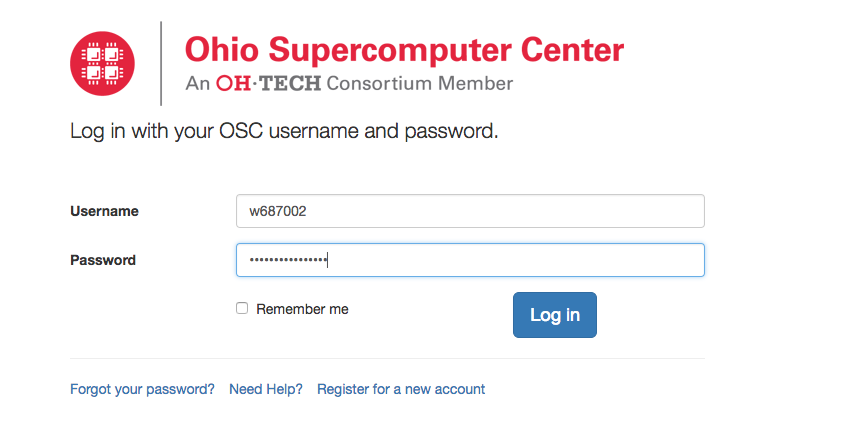 Ohio Supercomputer Center
An OH·TECH Consortium Member
Log in with your OSC username and password.
Username w687002
Password ••••••••••••••••
Remember me Log in
Forgot your password? Need Help? Register for a new account